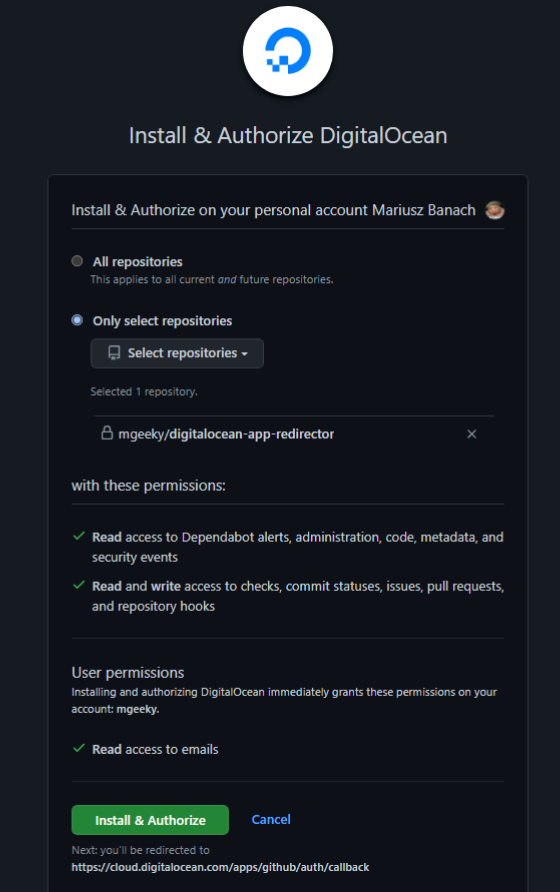 Install & Authorize DigitalOcean
Install & Authorize on your personal account Mariusz Banach
All repositories
This applies to all current and future repositories.
Only select repositories
Select repositories
Selected 1 repository.
mgeeky/digitalocean-app-redirector
with these permissions:
Read access to Dependabot alerts, administration, code, metadata, and
security events
Read and write access to checks, commit statuses, issues, pull requests,
and repository hooks
User permissions
Installing and authorizing DigitalOcean immediately grants these permissions on your
account: mgeeky.
Read access to emails
Install & Authorize Cancel
Next: you'll be redirected to
https://cloud.digitalocean.com/apps/github/auth/callback